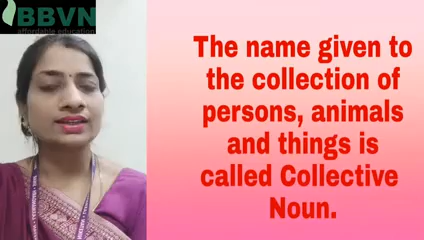 BBVN
affordable education
The name given to
the collection of
persons, animals
and things is
called Collective
Noun.